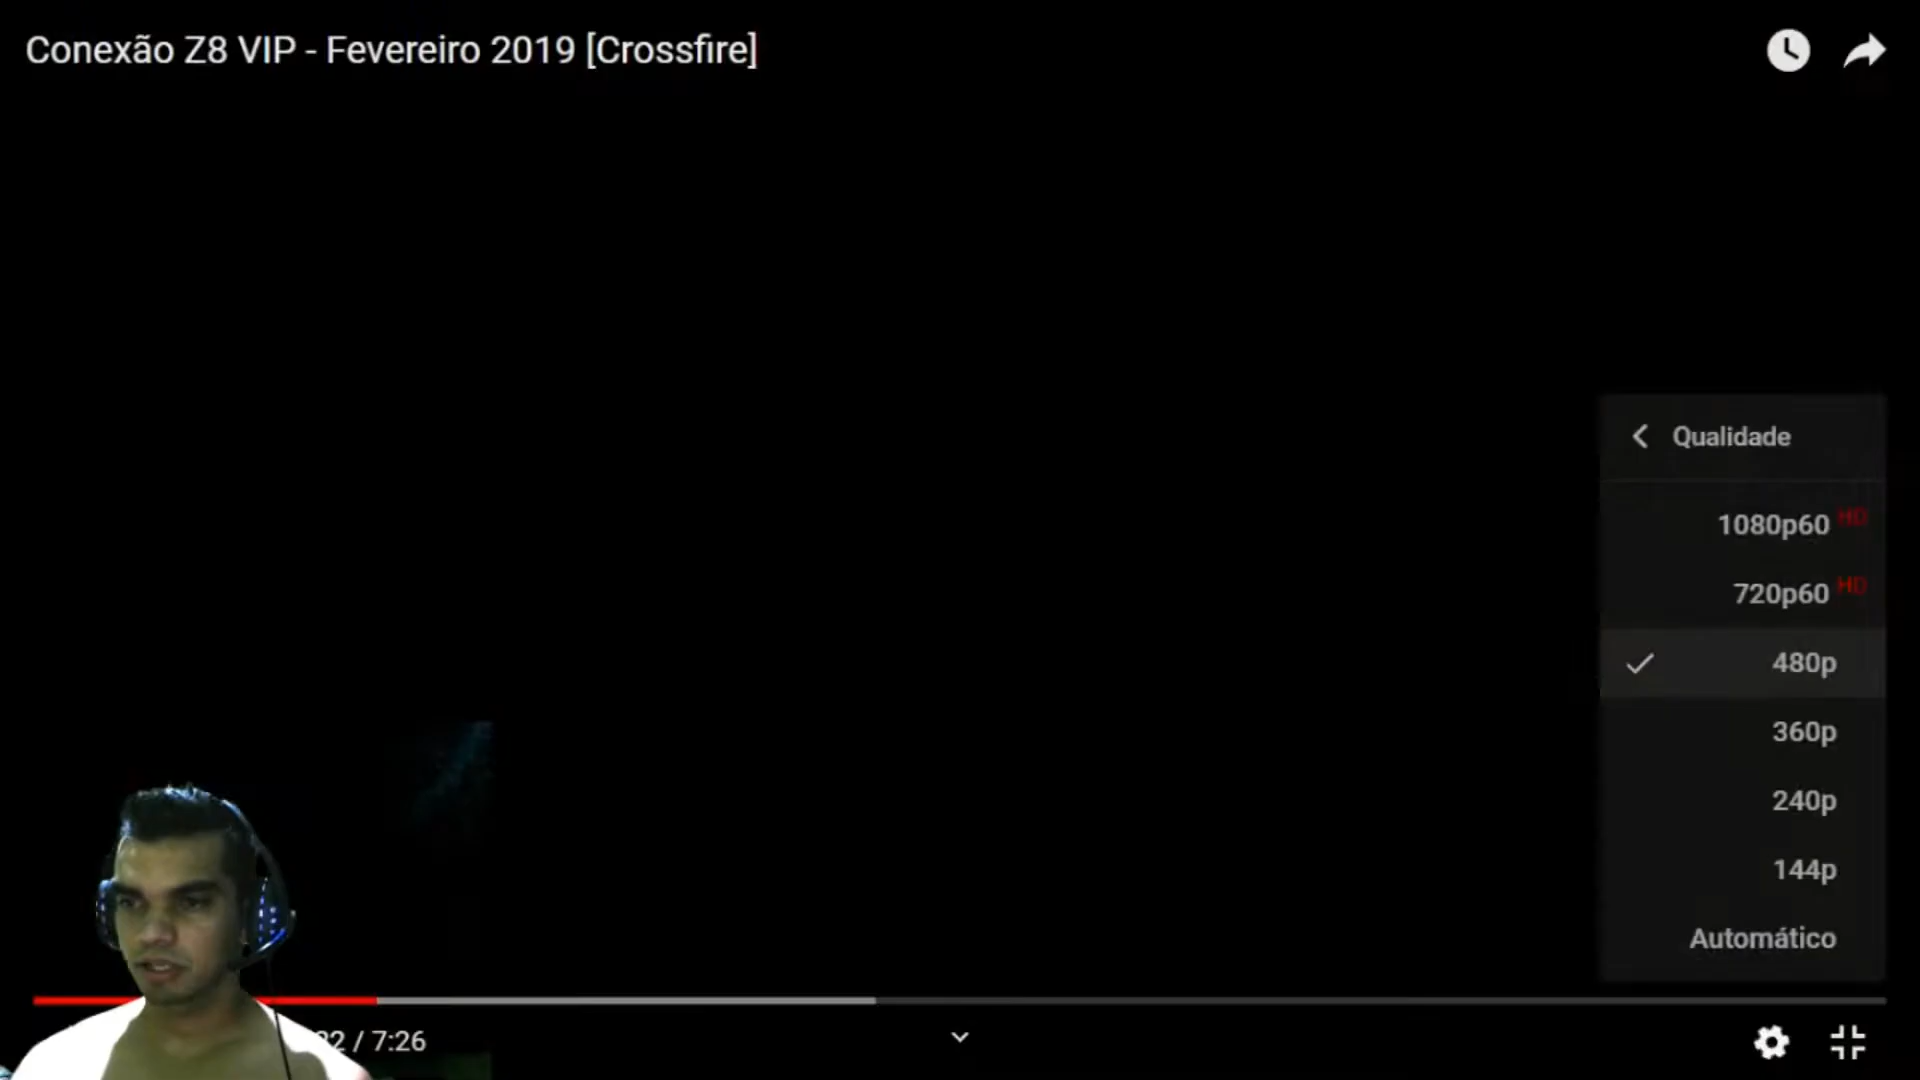 Conexão Z8 VIP - Fevereiro 2019 [Crossfire]
Qualidade
1080p60 HD
720p60 HD
480p
360p
240p
144p
Automático
/ 7:26